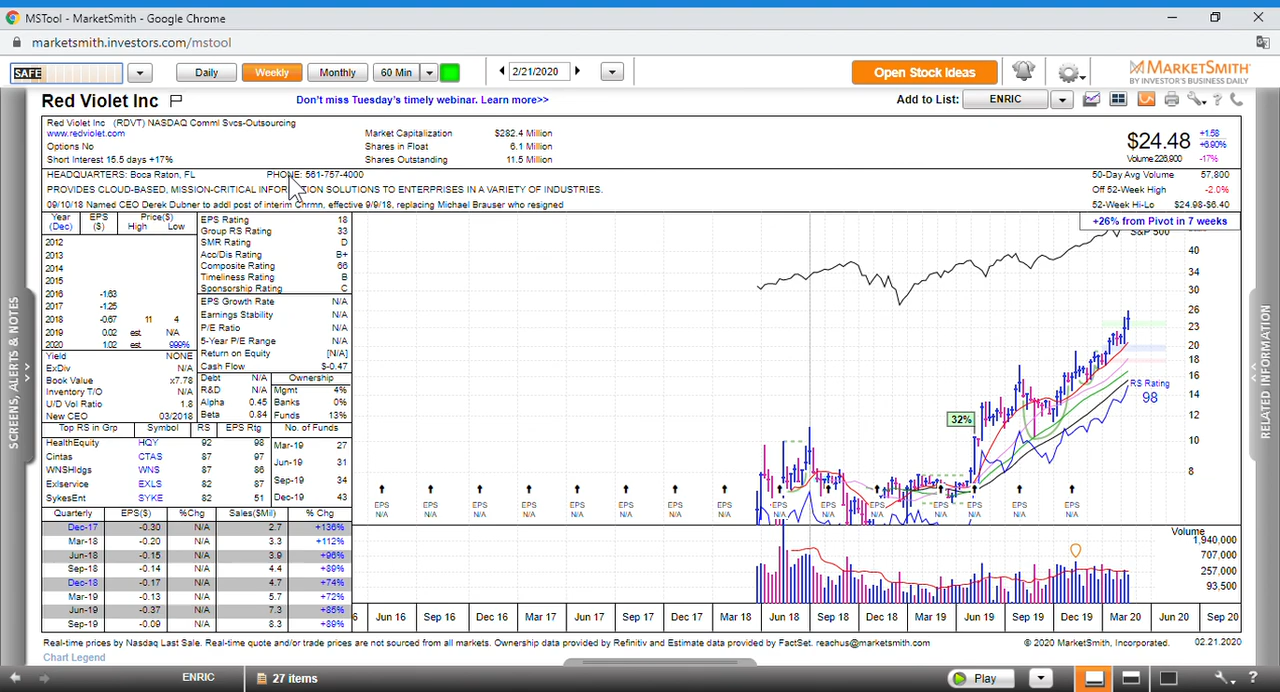 MSTool - MarketSmith - Google Chrome
marketsmith.investors.com/mstool
SAFE Daily Weekly Monthly 60 Min 2/21/2020 Open Stock Ideas MARKETSMITH
BY INVESTOR'S BUSINESS DAILY
Red Violet Inc Don't miss Tuesday's timely webinar. Learn more>> Add to List: ENRIC
Red Violet Inc (RDVT) NASDAQ Comml Svcs-Outsourcing
www.redviolet.com Market Capitalization $282.4 Million $24.48 +1.58
Options No Shares in Float 6.1 Million +6.90%
Short Interest 15.5 days +17% Shares Outstanding 11.5 Million Volume 226,900 -17%
HEADQUARTERS: Boca Raton, FL PHONE: 561-757-4000 50-Day Avg Volume 57,800
PROVIDES CLOUD-BASED, MISSION-CRITICAL INFORMATION SOLUTIONS TO ENTERPRISES IN A VARIETY OF INDUSTRIES. Off 52-Week High -2.0%
09/10/18 Named CEO Derek Dubner to addl post of interim Chrmn, effective 9/9/18, replacing Michael Brauser who resigned 52-Week Hi-Lo $24.98-$6.40
+26% from Pivot in 7 weeks
S&P 500
Year (Dec) EPS ($) Price($) High Low
2012
2013
2014
2015
2016 -1.63
2017 -1.25
2018 -0.67 11 4
2019 0.02 est N/A
2020 1.02 est 999%
Yield NONE
ExDiv N/A
Book Value x7.78
Inventory T/O N/A
U/D Vol Ratio 1.8
New CEO 03/2018
EPS Rating 18
Group RS Rating 33
SMR Rating D
Acc/Dis Rating B+
Composite Rating 66
Timeliness Rating B
Sponsorship Rating C
EPS Growth Rate N/A
Earnings Stability N/A
P/E Ratio N/A
5-Year P/E Range N/A
Return on Equity [N/A]
Cash Flow $-0.47
Debt N/A Ownership
R&D N/A Mgmt 4%
Alpha 0.45 Banks 0%
Beta 0.84 Funds 13%
Top RS in Grp Symbol RS EPS Rtg No. of Funds
HealthEquity HQY 92 98
Cintas CTAS 87 97
WNSHldgs WNS 87 86
Exlservice EXLS 82 87
SykesEnt SYKE 82 51
Mar-19 27
Jun-19 31
Sep-19 34
Dec-19 43
Quarterly EPS($) %Chg Sales($Mil) % Chg
Dec-17 -0.30 N/A 2.7 +136%
Mar-18 -0.20 N/A 3.3 +112%
Jun-18 -0.15 N/A 3.9 +96%
Sep-18 -0.14 N/A 4.4 +89%
Dec-18 -0.17 N/A 4.7 +74%
Mar-19 -0.13 N/A 5.7 +72%
Jun-19 -0.37 N/A 7.3 +85%
Sep-19 -0.09 N/A 8.3 +89%
40
34
30
26
23
20
18
16
14
12
10
8
RS Rating
98
32%
EPS EPS EPS EPS EPS EPS EPS EPS EPS EPS EPS EPS EPS EPS EPS
N/A N/A N/A N/A N/A N/A N/A N/A N/A N/A N/A N/A N/A N/A N/A
Volume
1,940,000
707,000
257,000
93,500
6 Jun 16 Sep 16 Dec 16 Mar 17 Jun 17 Sep 17 Dec 17 Mar 18 Jun 18 Sep 18 Dec 18 Mar 19 Jun 19 Sep 19 Dec 19 Mar 20 Jun 20 Sep 20
Real-time prices by Nasdaq Last Sale. Real-time quote and/or trade prices are not sourced from all markets. Ownership data provided by Refinitiv and Estimate data provided by FactSet. reachus@marketsmith.com © 2020 MarketSmith, Incorporated. 02.21.2020
Chart Legend
ENRIC 27 items Play
SCREENS, ALERTS & NOTES
RELATED INFORMATION